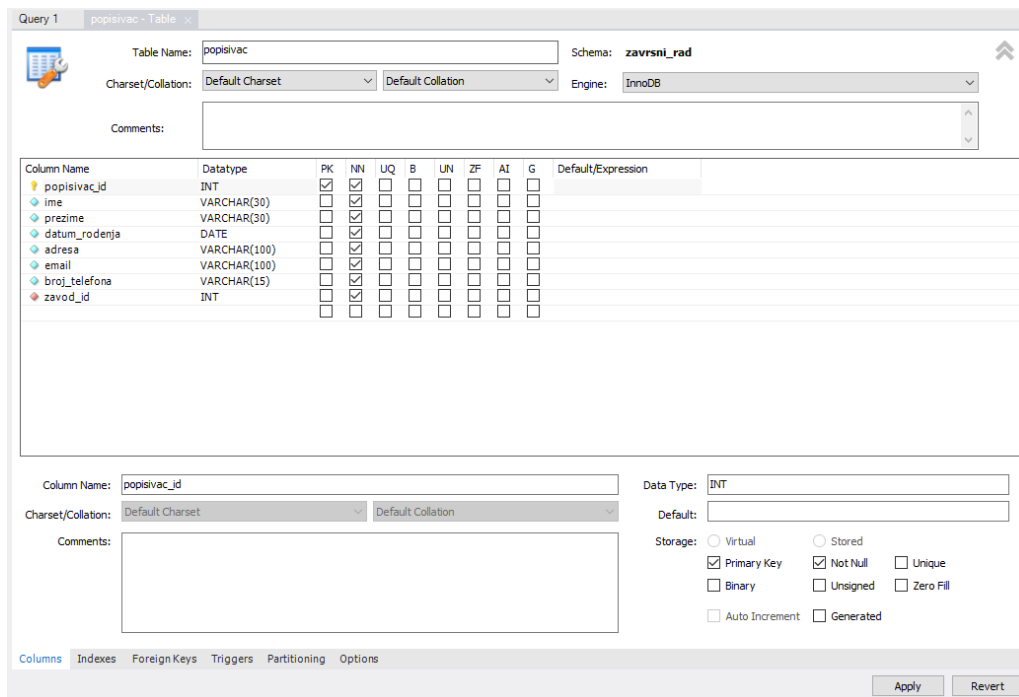 Query 1 popisivac - Table ×
Table Name: popisivac Schema: zavrsni_rad
Charset/Collation: Default Charset Default Collation Engine: InnoDB
Comments:
Column Name Datatype PK NN UQ B UN ZF AI G Default/Expression
popisivac_id INT
ime VARCHAR(30)
prezime VARCHAR(30)
datum_rodenja DATE
adresa VARCHAR(100)
email VARCHAR(100)
broj_telefona VARCHAR(15)
zavod_id INT
Column Name: popisivac_id Data Type: INT
Charset/Collation: Default Charset Default Collation Default:
Comments: Storage: Virtual Stored
Primary Key Not Null Unique
Binary Unsigned Zero Fill
Auto Increment Generated
Columns Indexes Foreign Keys Triggers Partitioning Options
Apply Revert